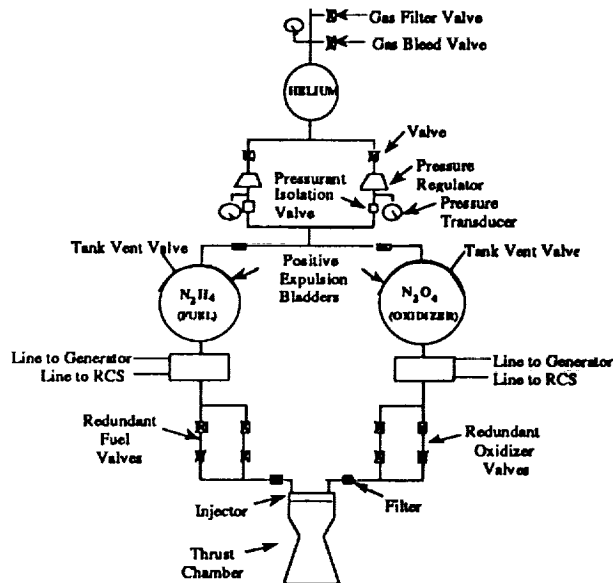 Gas Filter Valve
Gas Bleed Valve
HELIUM
Valve
Pressurant
Isolation
Valve
Pressure
Regulator
Pressure
Transducer
Tank Vent Valve
Tank Vent Valve
Positive
Expulsion
Bladders
N₂H₄
(FUEL)
N₂O₄
(OXIDIZER)
Line to Generator
Line to RCS
Line to Generator
Line to RCS
Redundant
Fuel
Valves
Redundant
Oxidizer
Valves
Injector
Filter
Thrust
Chamber